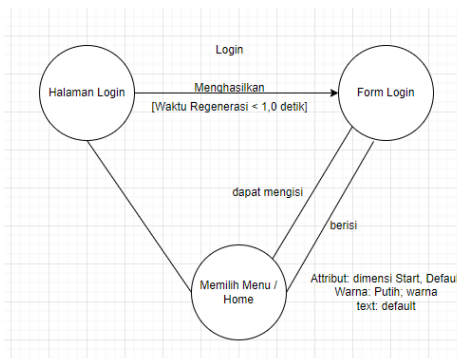 Login
Halaman Login
Menghasilkan
[Waktu Regenerasi < 1,0 detik]
Form Login
dapat mengisi
berisi
Memilih Menu /
Home
Attribut: dimensi Start, Defaul
Warna: Putih; warna
text: default